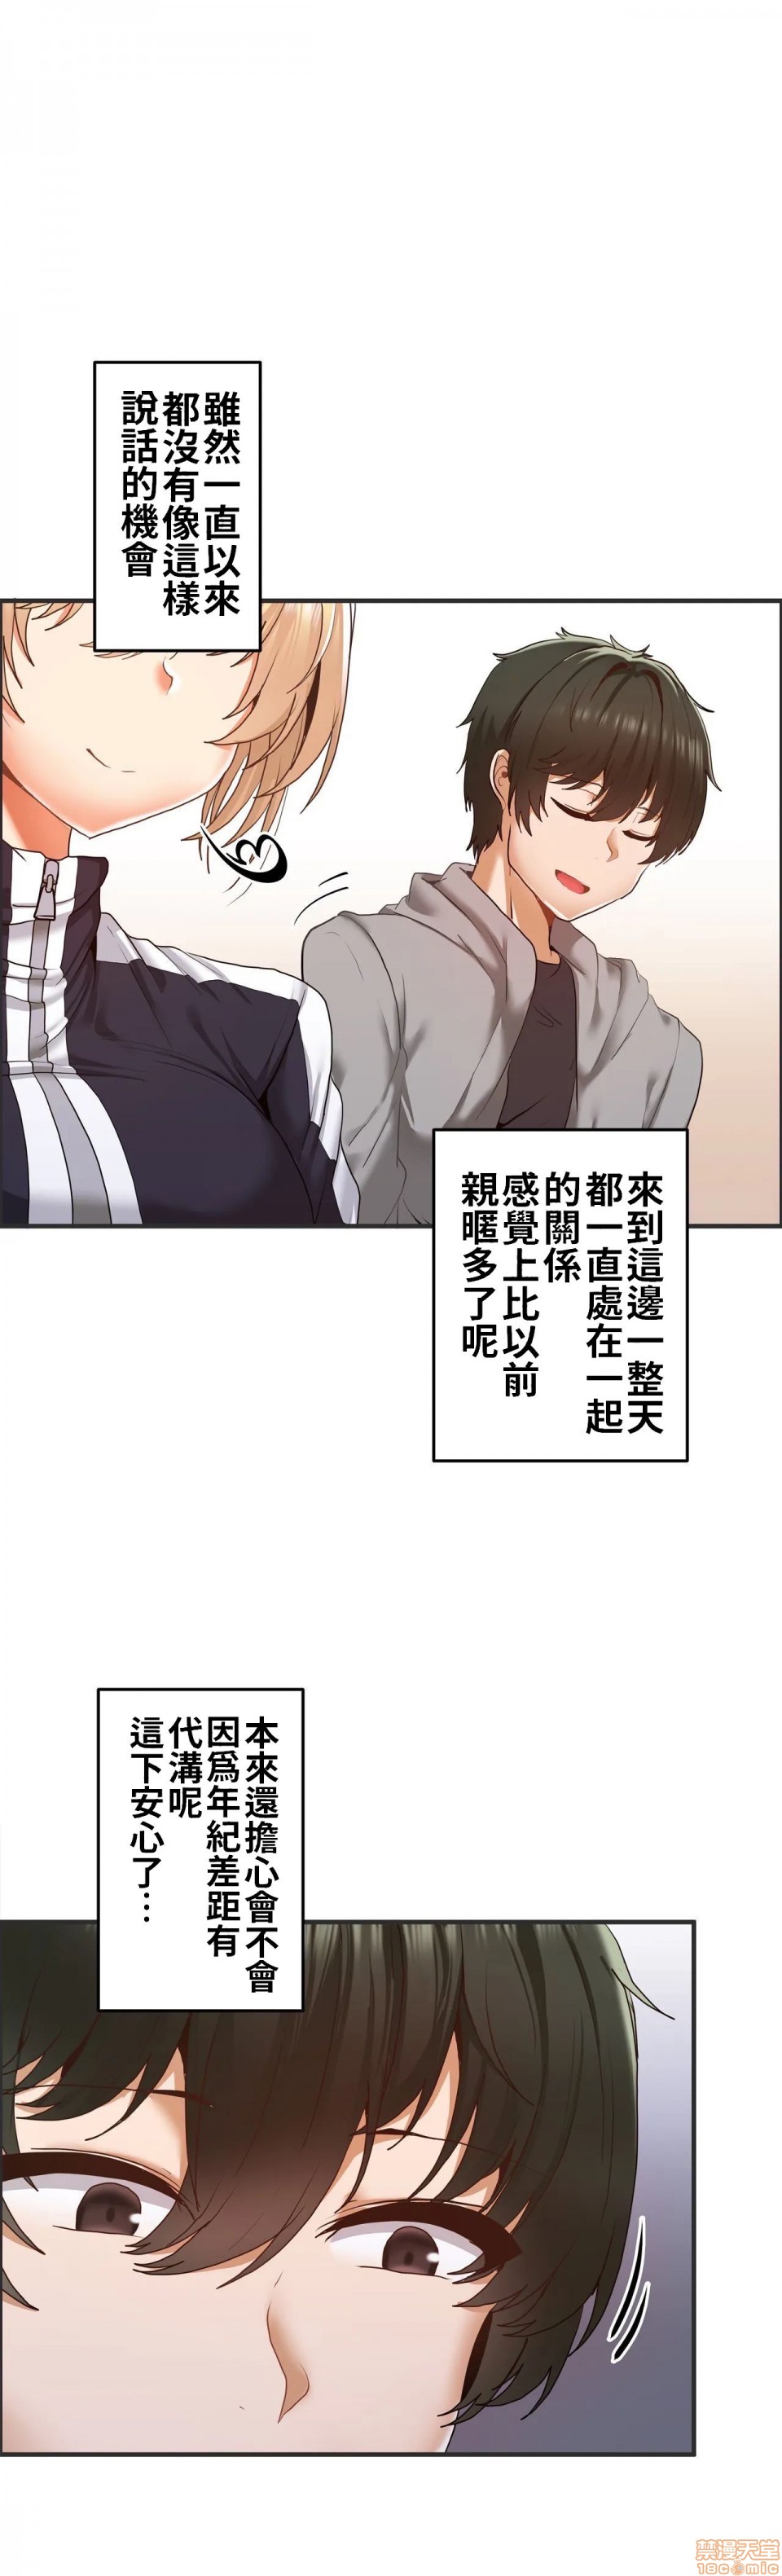 雖然一直以來
都沒有像這樣
說話的機會
來到這邊一整天
都一直處在一起
的關係
感覺上比以前
親暱多了呢
本來還擔心會不會
因爲年紀差距有
代溝呢
這下安心了…
禁漫天堂
18comic